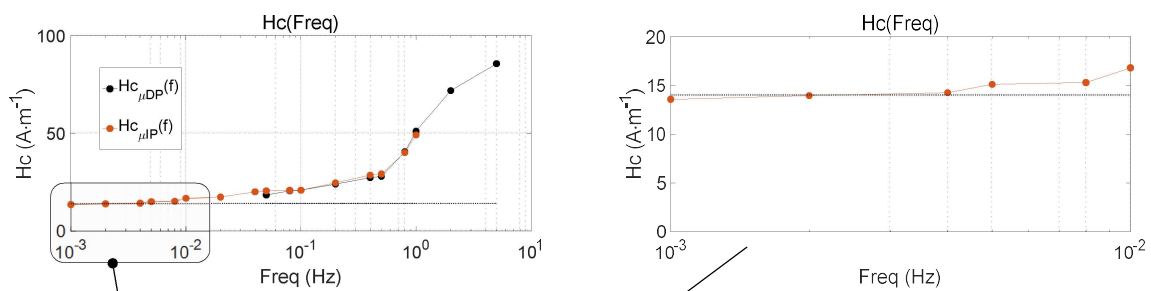 Hc(Freq)
100
50
0
Hc (A·m⁻¹)
Hc_μDP(f)
Hc_μIP(f)
10⁻³ 10⁻² 10⁻¹ 10⁰ 10¹
Freq (Hz)
Hc(Freq)
20
15
10
5
0
Hc (A·m⁻¹)
10⁻³ 10⁻²
Freq (Hz)